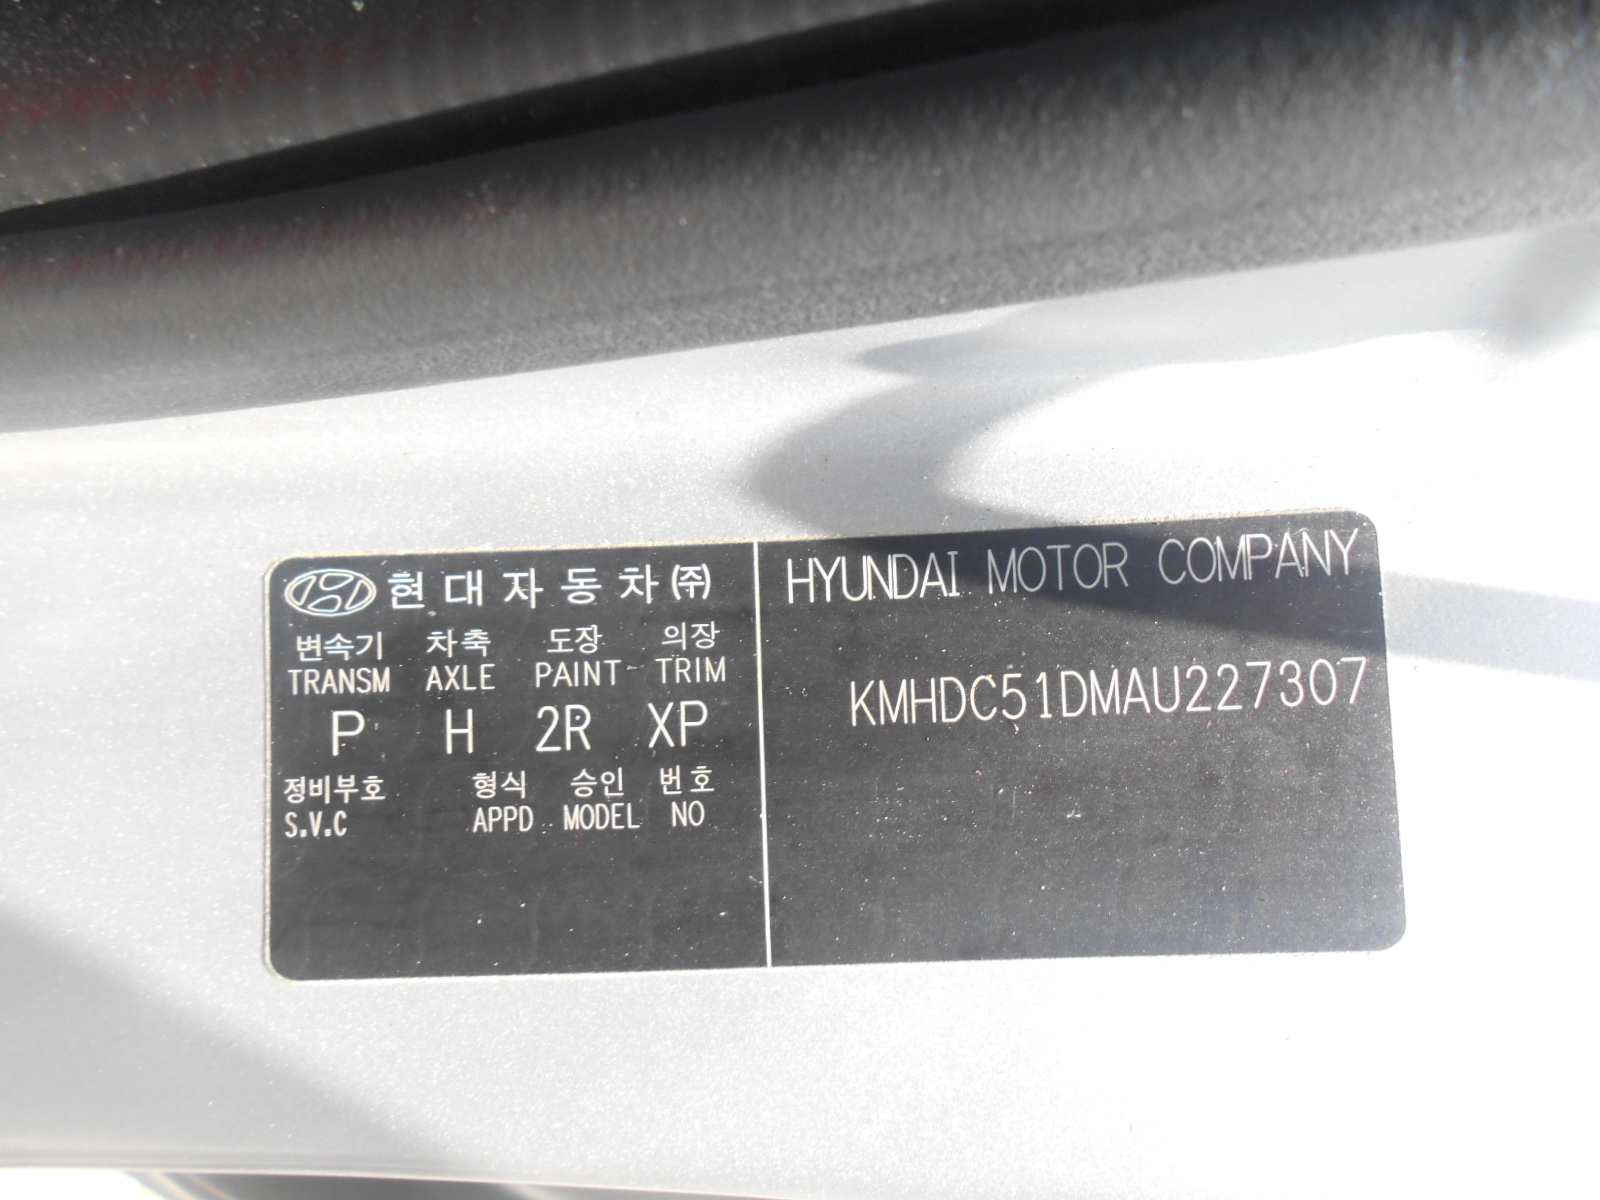 현대자동차㈜
변속기 차축 도장 의장
TRANSM AXLE PAINT TRIM
P H 2R XP
정비부호 형식 승인 번호
S.V.C APPD MODEL NO
HYUNDAI MOTOR COMPANY
KMHDC51DMAU227307